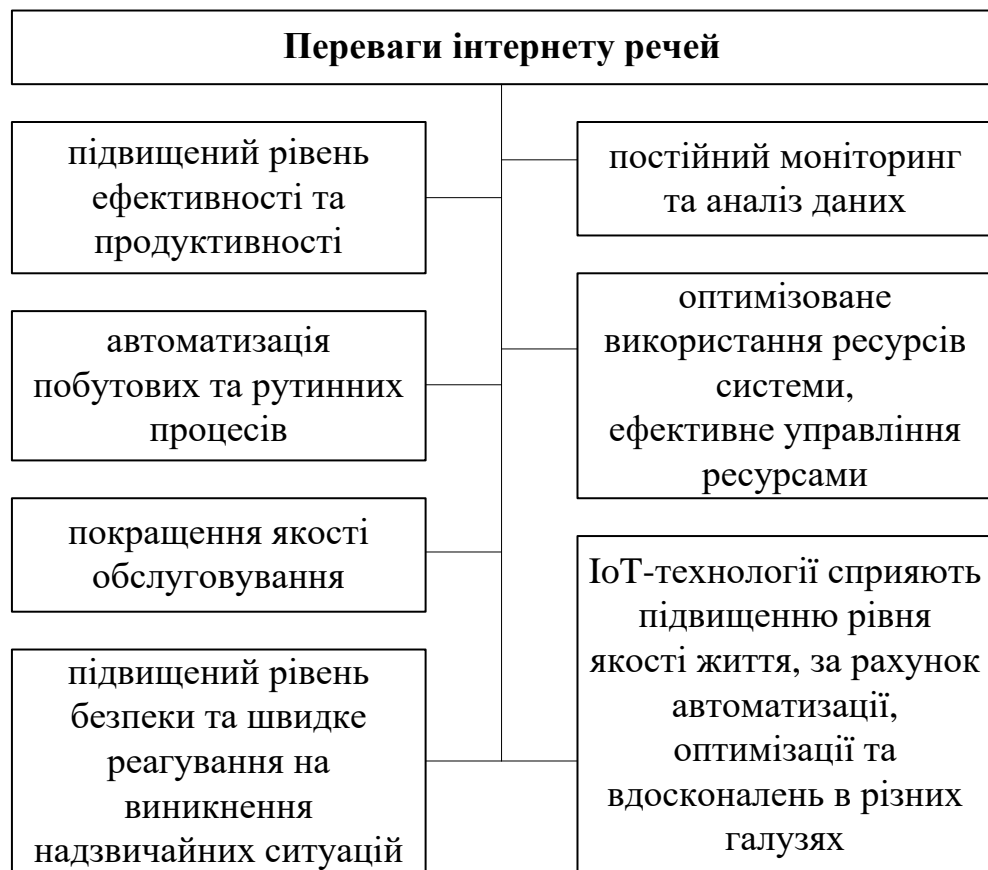 Переваги інтернету речей
підвищений рівень
ефективності та
продуктивності
автоматизація
побутових та рутинних
процесів
покращення якості
обслуговування
підвищений рівень
безпеки та швидке
реагування на
виникнення
надзвичайних ситуацій
постійний моніторинг
та аналіз даних
оптимізоване
використання ресурсів
системи,
ефективне управління
ресурсами
ІоТ-технології сприяють
підвищенню рівня
якості життя, за рахунок
автоматизації,
оптимізації та
вдосконалень в різних
галузях